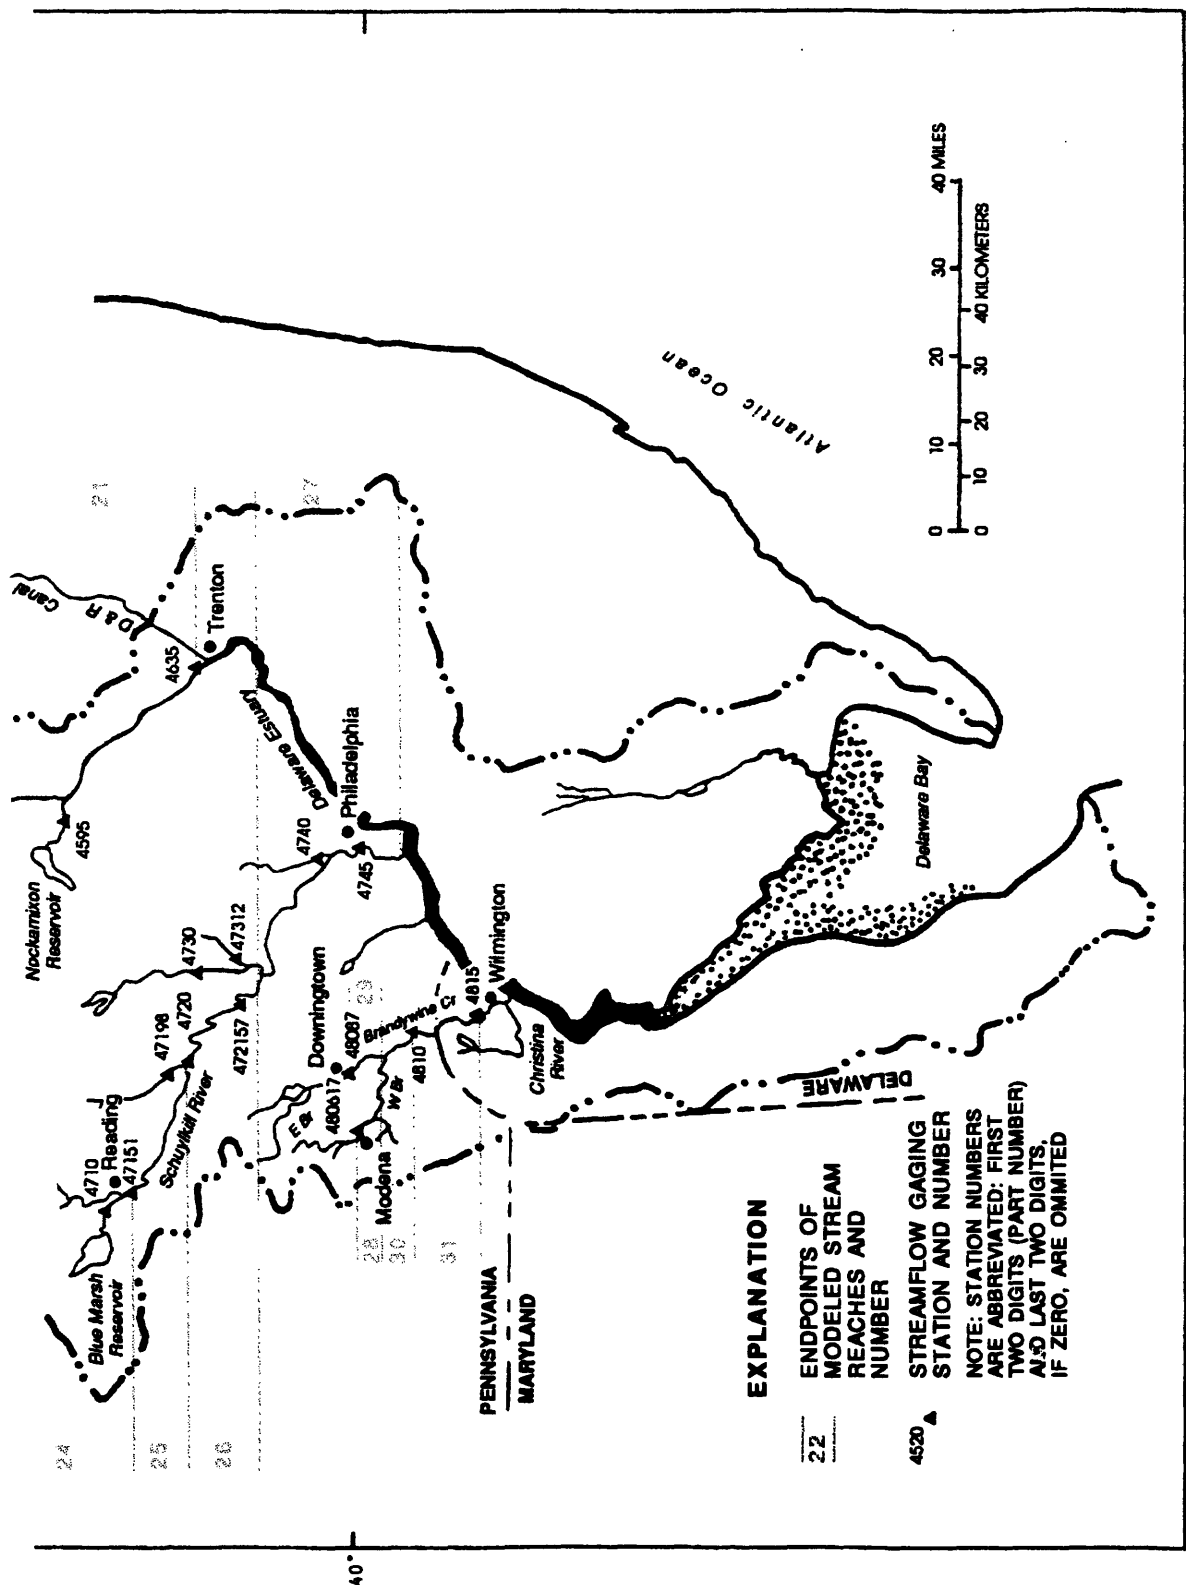 21
D & R
Canal
Trenton
4635
27
Delaware Estuary
Philadelphia
4595
Nockamixon
Reservoir
4740
4745
4730
47312
4720
47198
472157
Schuylkill River
Reading
4710
47151
Blue Marsh
Reservoir
Downingtown
29
48087
480617
Brandywine Cr
4815
Wilmington
4810
Christina
River
E Br
W Br
Modena
28
30
31
24
25
26
40°
PENNSYLVANIA
MARYLAND
DELAWARE
Delaware Bay
Atlantic Ocean
0 10 20 30 40 MILES
0 10 20 30 40 KILOMETERS
EXPLANATION
22
ENDPOINTS OF
MODELED STREAM
REACHES AND
NUMBER
4520
STREAMFLOW GAGING
STATION AND NUMBER
NOTE: STATION NUMBERS
ARE ABBREVIATED: FIRST
TWO DIGITS (PART NUMBER)
AND LAST TWO DIGITS,
IF ZERO, ARE OMMITED